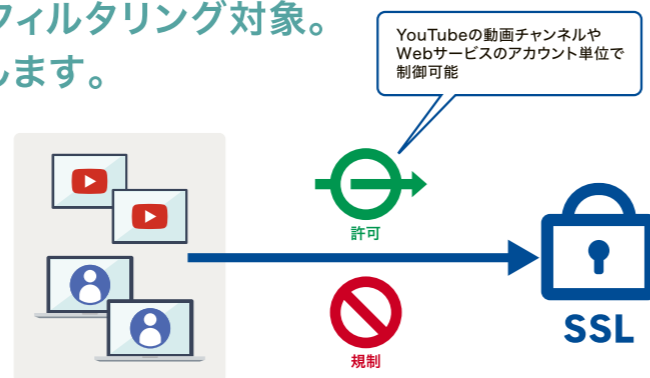 フィルタリング対象。
します。
YouTubeの動画チャンネルや
Webサービスのアカウント単位で
制御可能
許可
規制
SSL